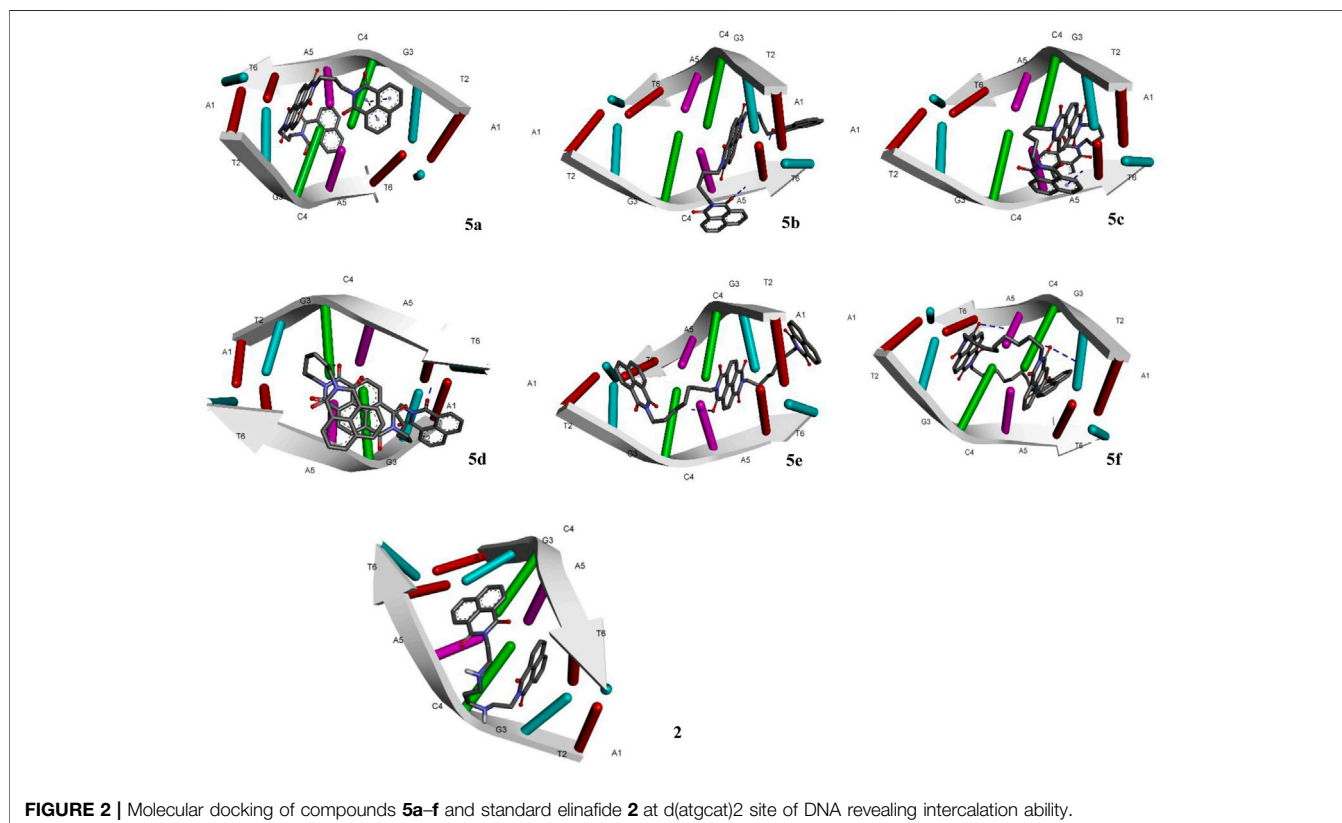 C4
A5
G3
T6
T2
A1
A1
T2
T6
G3
A5
C4
5a
C4
G3
A5
T2
T6
A1
A1
T2
T6
G3
A5
C4
5b
C4
G3
A5
T2
T6
A1
A1
T2
T6
G3
A5
C4
5c
C4
G3
A5
T2
T6
A1
A1
T6
G3
A5
5d
C4
G3
T2
A5
A1
A1
T2
T6
G3
A5
C4
5e
C4
A5
G3
T6
T2
A1
T2
G3
T6
C4
A5
5f
C4
G3
A5
T6
T6
A5
C4
G3
T2
A1
2
FIGURE 2 | Molecular docking of compounds 5a–f and standard elinafide 2 at d(atgcat)2 site of DNA revealing intercalation ability.